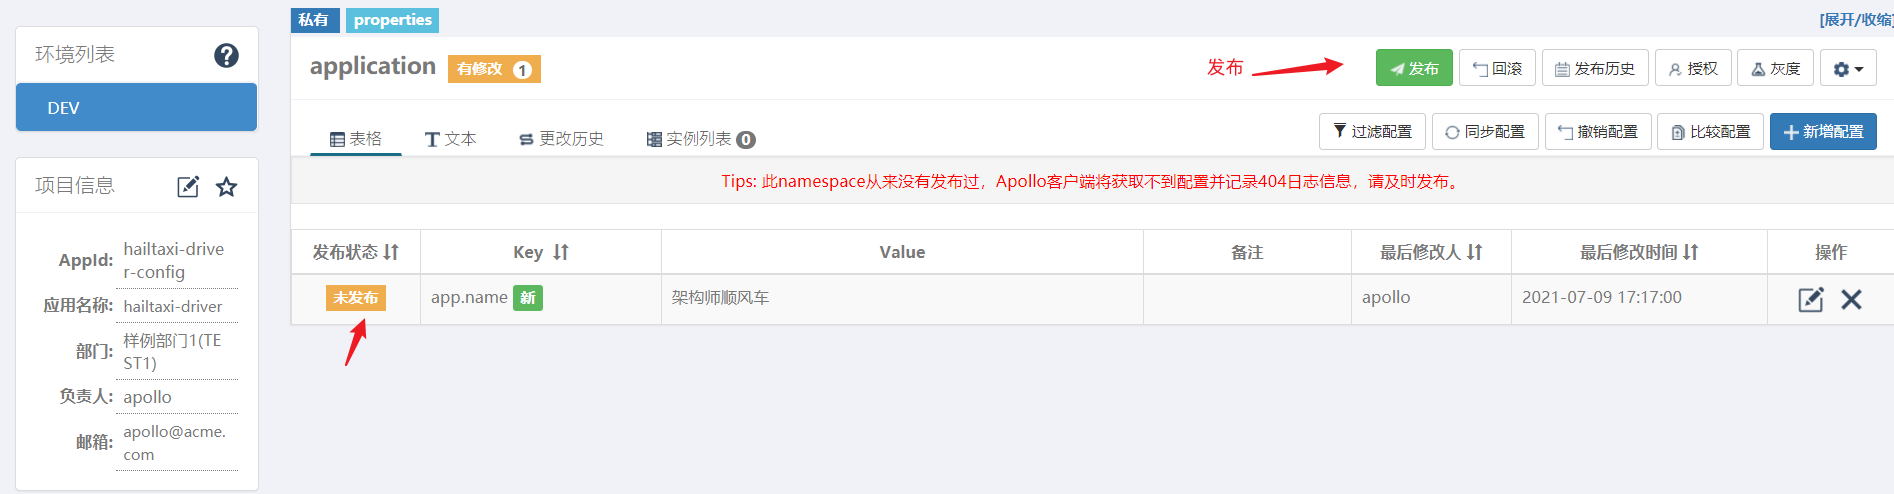 私有 properties [展开/收缩]
环境列表
DEV
application 有修改 1
发布
发布 回滚 发布历史 授权 灰度
表格 文本 更改历史 实例列表 0
过滤配置 同步配置 撤销配置 比较配置 新增配置
Tips: 此namespace从来没有发布过，Apollo客户端将获取不到配置并记录404日志信息，请及时发布。
发布状态 Key Value 备注 最后修改人 最后修改时间 操作
未发布 app.name 新 架构师顺风车 apollo 2021-07-09 17:17:00
项目信息
AppId: hailtaxi-drive
r-config
应用名称: hailtaxi-driver
部门: 样例部门1(TE
ST1)
负责人: apollo
邮箱: apollo@acme.
com